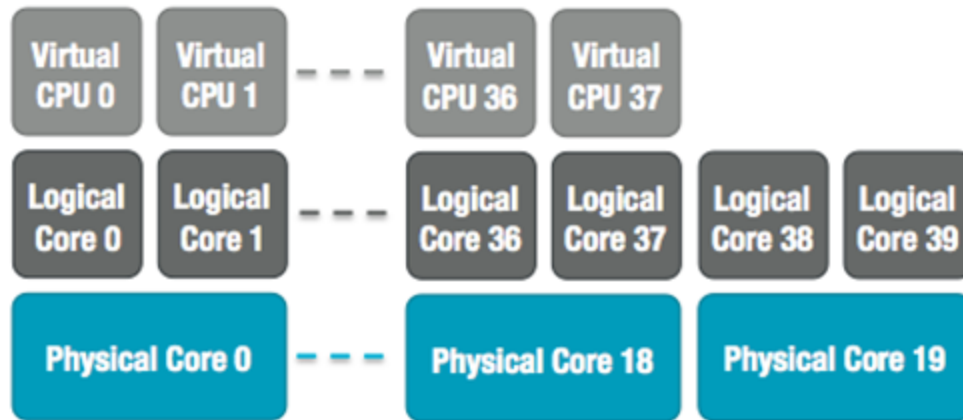 Virtual CPU 0
Virtual CPU 1
Virtual CPU 36
Virtual CPU 37
Logical Core 0
Logical Core 1
Logical Core 36
Logical Core 37
Logical Core 38
Logical Core 39
Physical Core 0
Physical Core 18
Physical Core 19